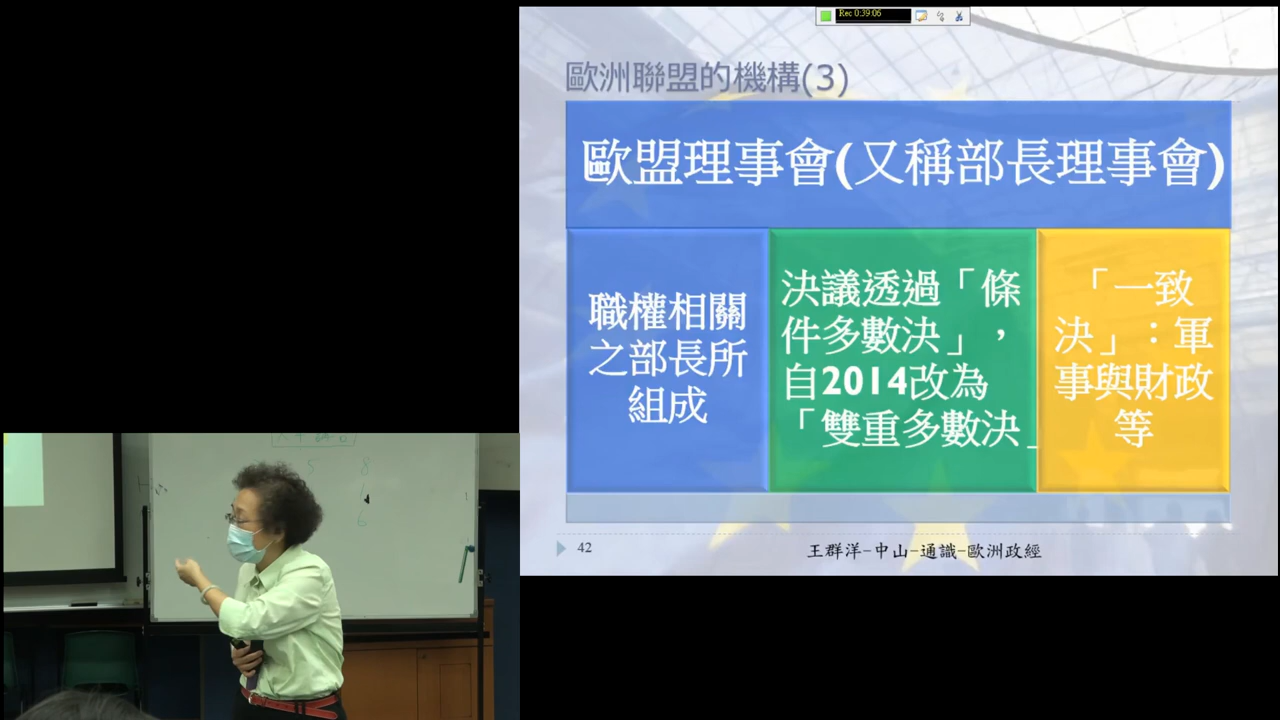 Rec 0:39:06
歐洲聯盟的機構(3)
歐盟理事會(又稱部長理事會)
職權相關
之部長所
組成
決議透過「條
件多數決」，
自2014改為
「雙重多數決」
「一致
決」：軍
事與財政
等
42
王群洋-中山-通識-歐洲政經
5
8
6